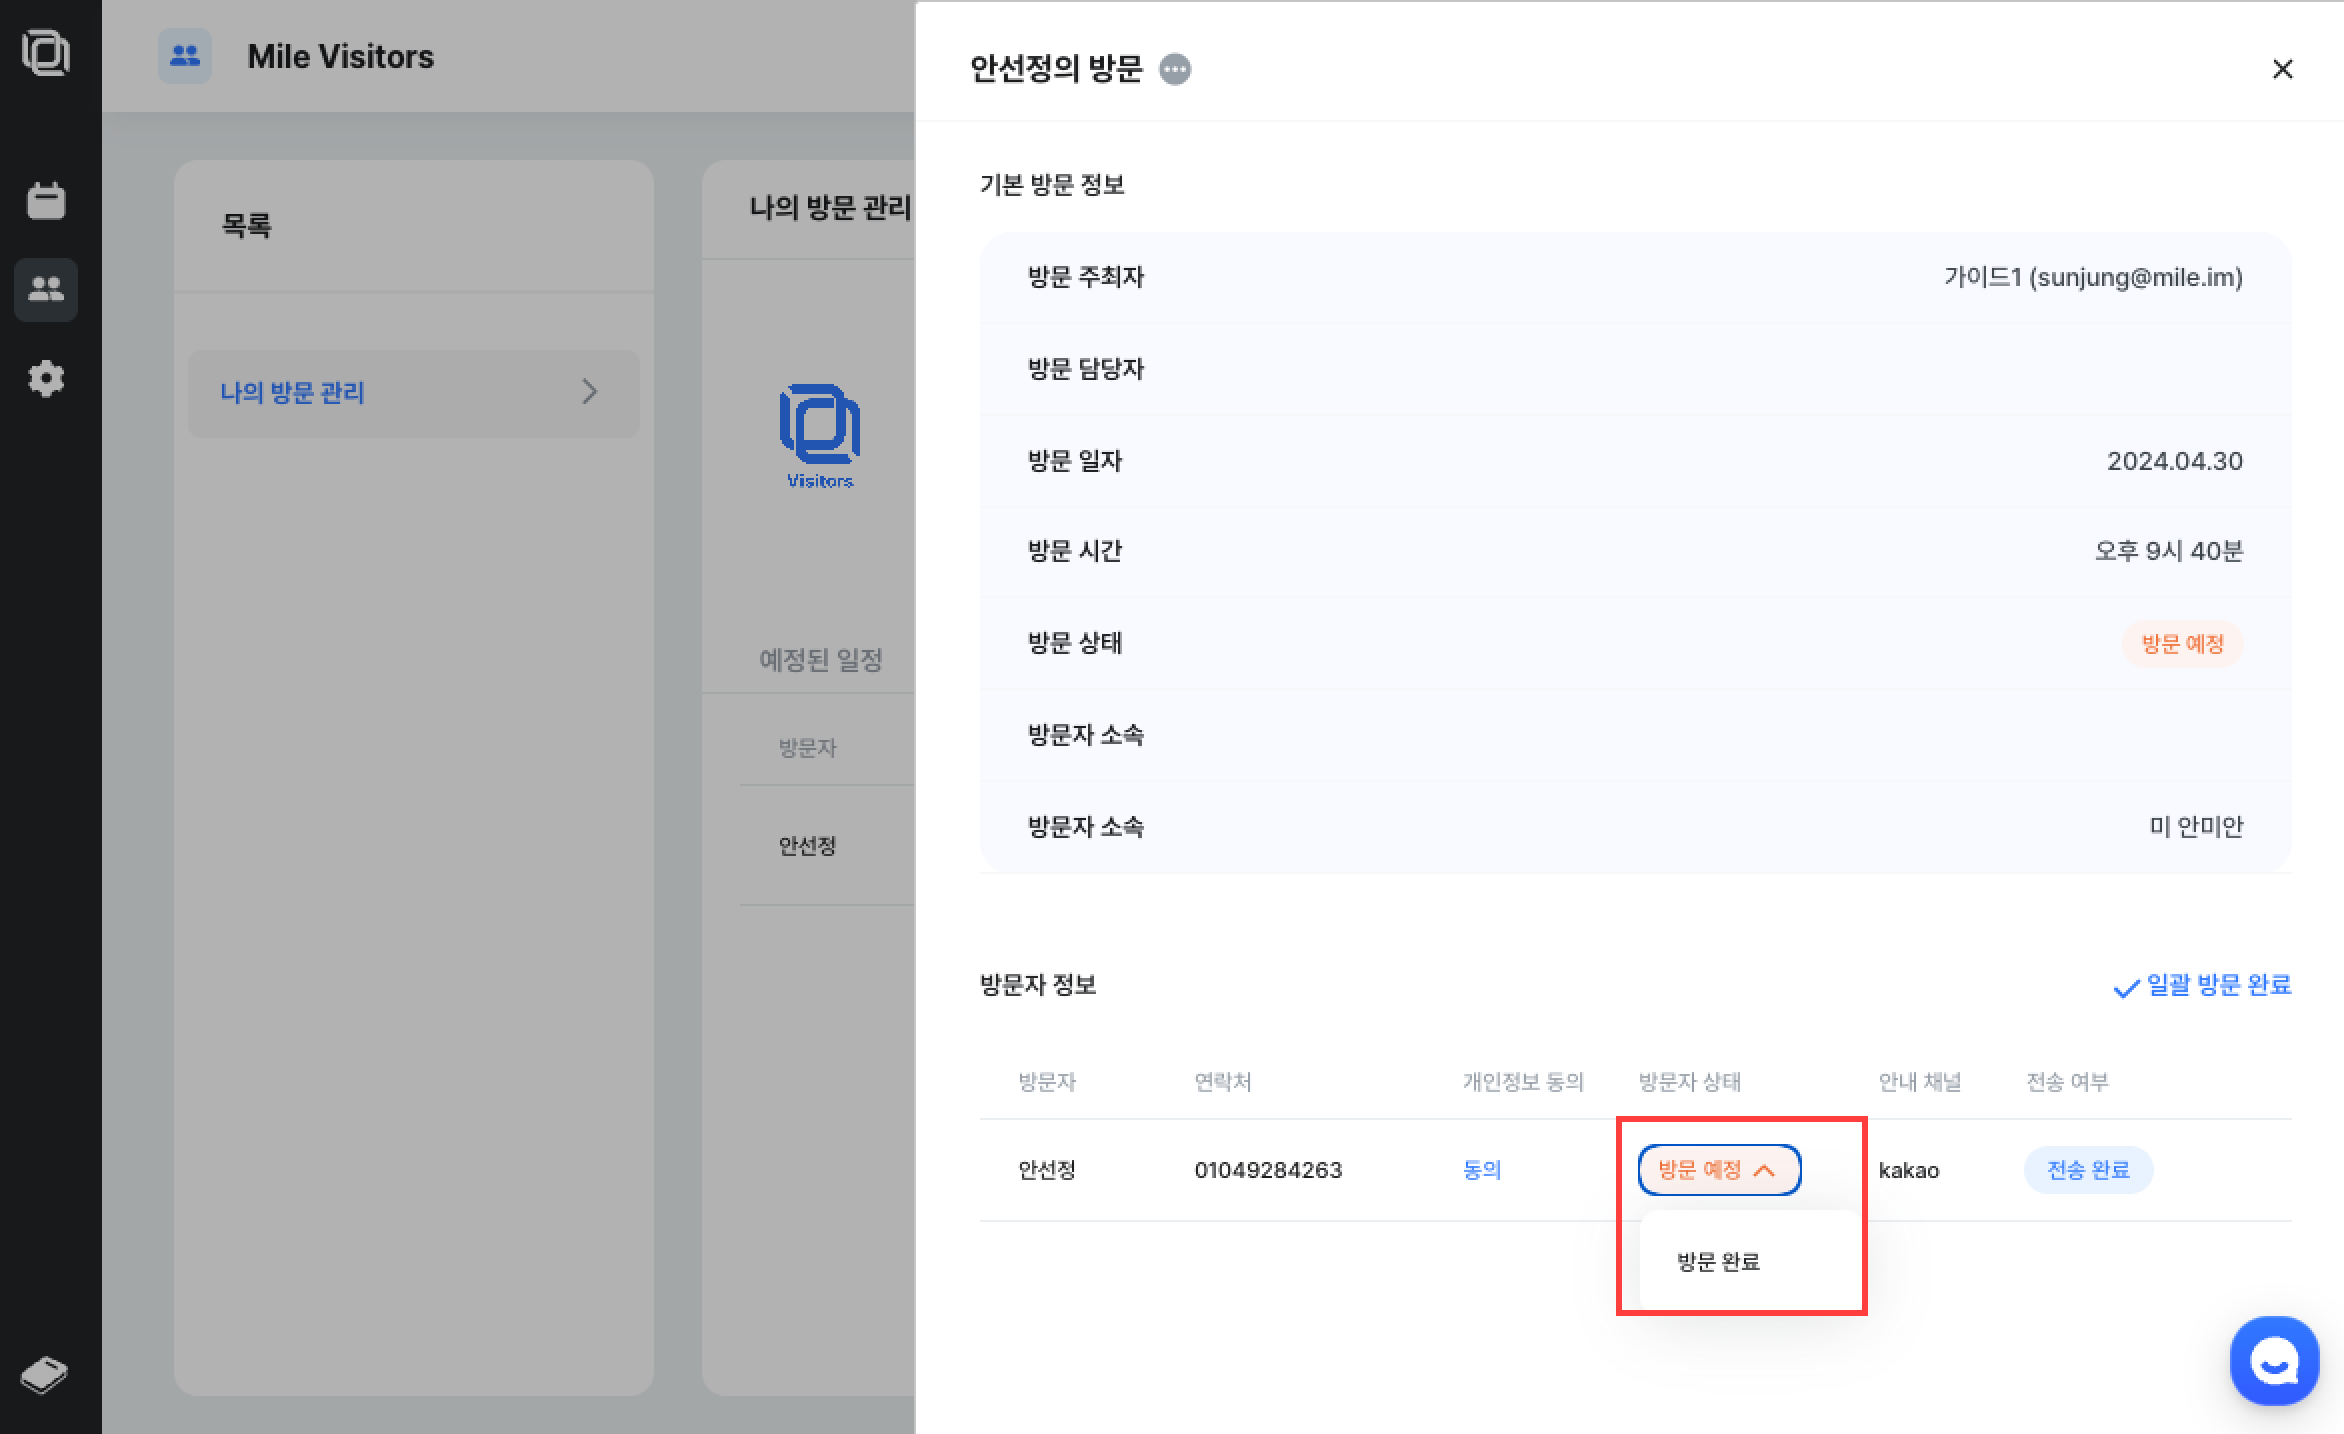 Mile Visitors
목록
나의 방문 관리
나의 방문 관리
Visitors
예정된 일정
방문자
안선정
안선정의 방문
기본 방문 정보
방문 주최자 가이드1 (sunjung@mile.im)
방문 담당자
방문 일자 2024.04.30
방문 시간 오후 9시 40분
방문 상태 방문 예정
방문자 소속
방문자 소속 미 안미안
방문자 정보 일괄 방문 완료
방문자 연락처 개인정보 동의 방문자 상태 안내 채널 전송 여부
안선정 01049284263 동의 방문 예정 kakao 전송 완료
방문 완료